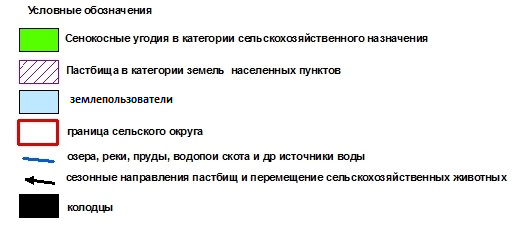 Условные обозначения
Сенокосные угодия в категории сельскохозяйственного назначения
Пастбища в категории земель населенных пунктов
землепользователи
граница сельского округа
озера, реки, пруды, водопои скота и др источники воды
сезонные направления пастбищ и перемещение сельскохозяйственных животных
колодцы